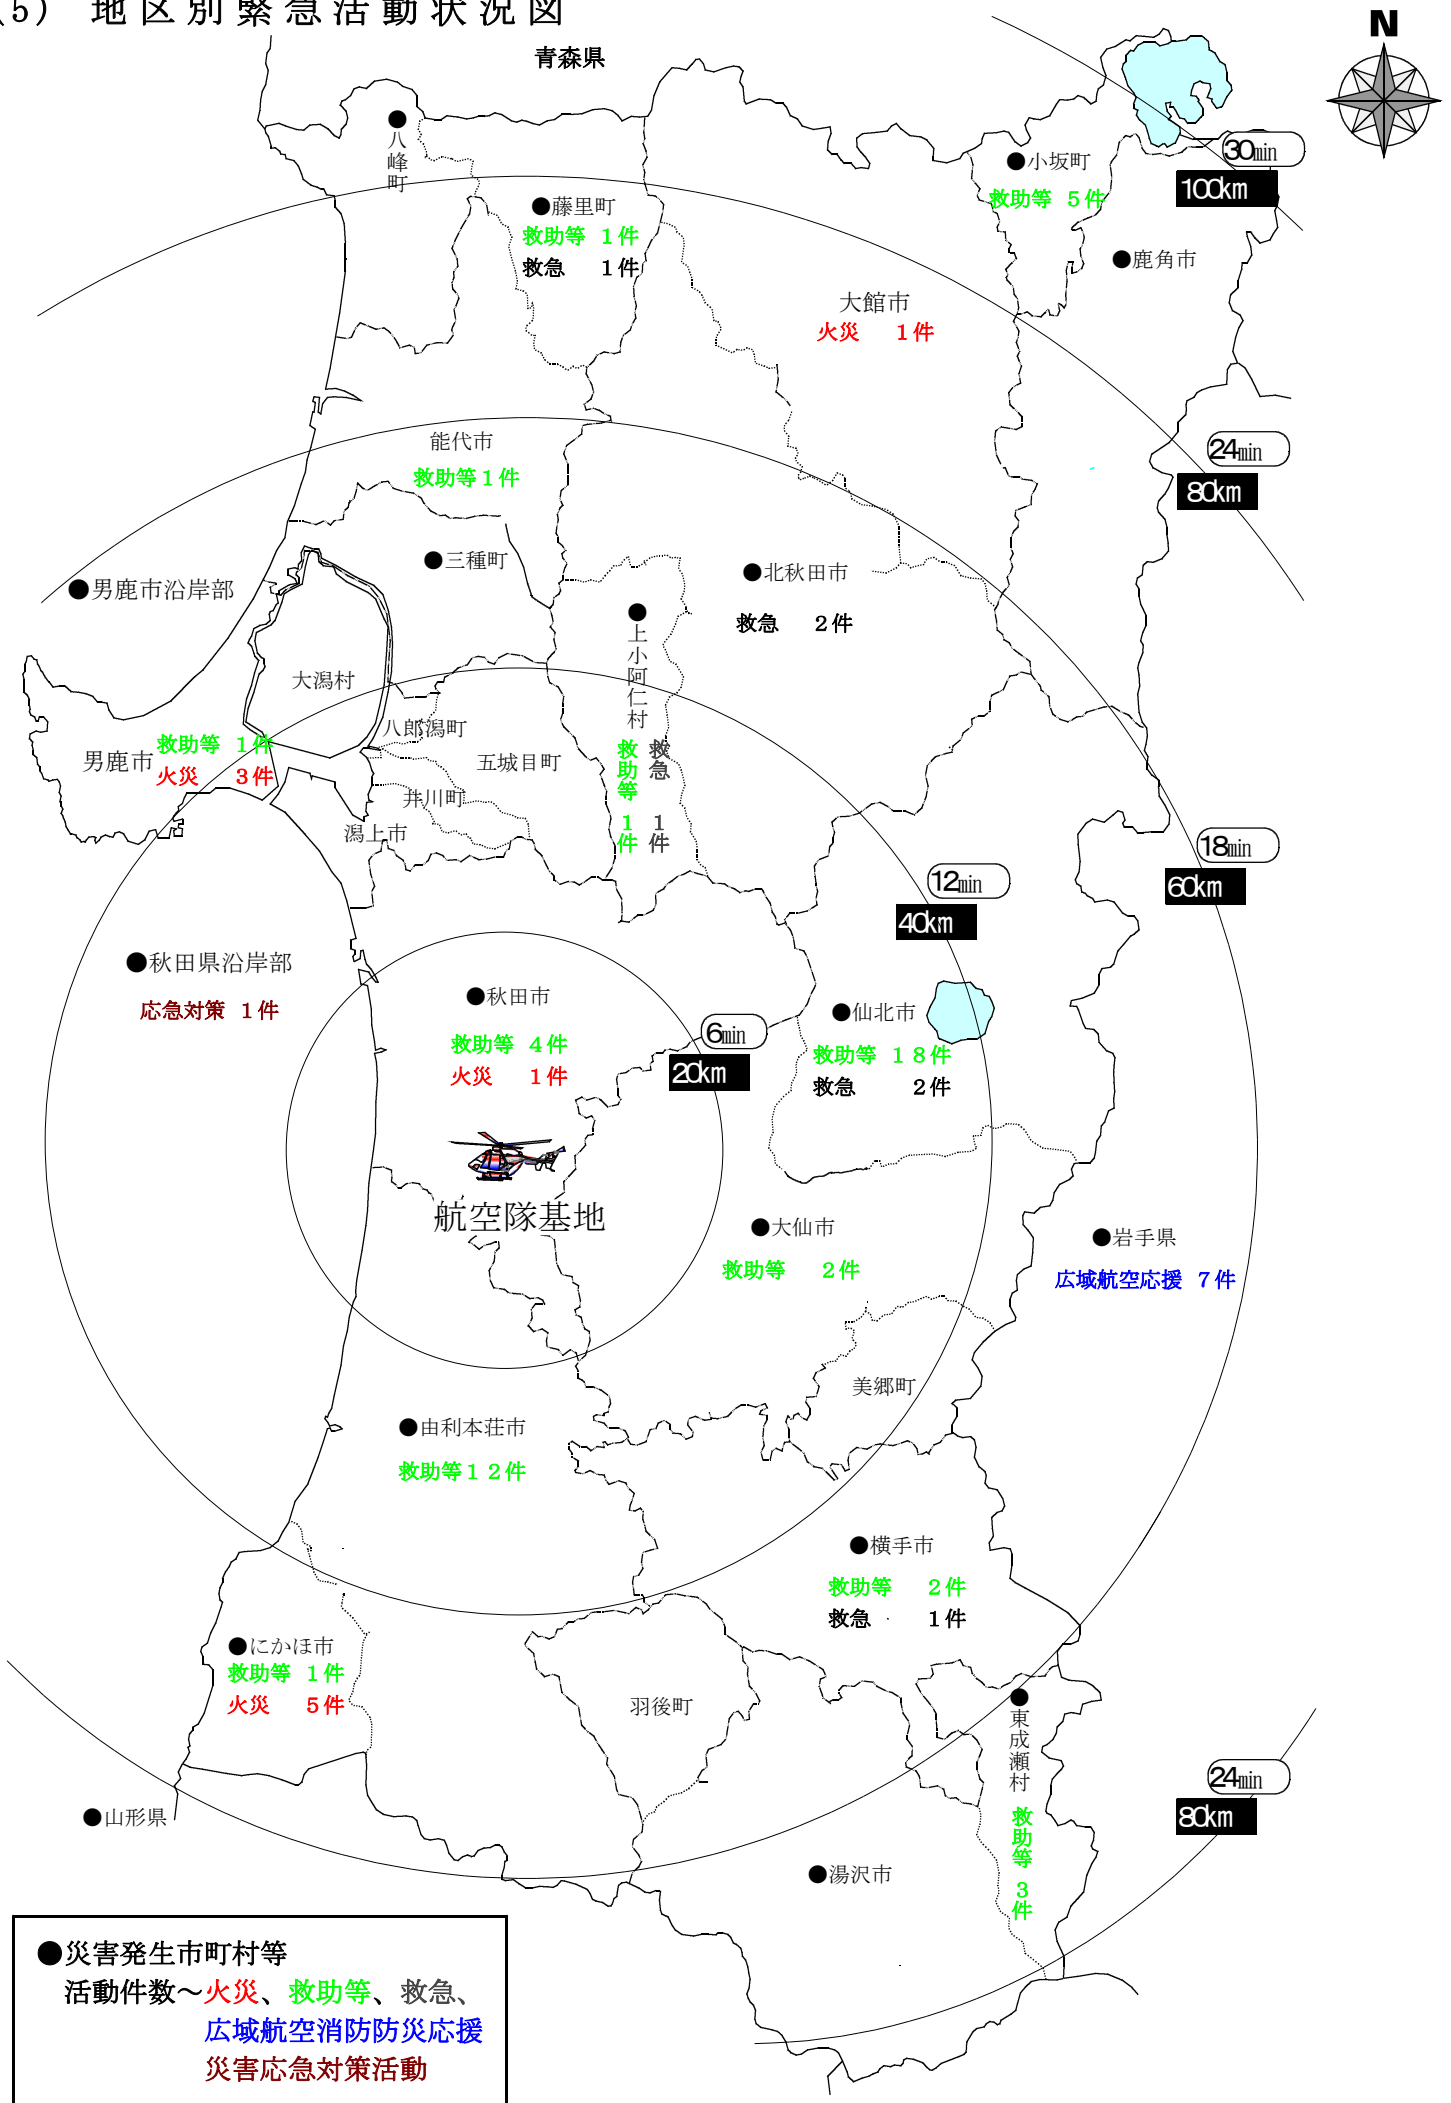 (5) 地区別緊急活動状況図
N
青森県
●八峰町
●小坂町
救助等 5件
30min
100km
●藤里町
救助等 1件
救急 1件
●鹿角市
大館市
火災 1件
能代市
救助等1件
24min
80km
●三種町
●男鹿市沿岸部
●北秋田市
救急 2件
●上小阿仁村
救助等 1件
救急 1件
大潟村
八郎潟町
五城目町
男鹿市
救助等 1件
火災 3件
井川町
潟上市
18min
60km
12min
40km
●秋田県沿岸部
応急対策 1件
●秋田市
救助等 4件
火災 1件
6min
20km
●仙北市
救助等 18件
救急 2件
航空隊基地
●大仙市
救助等 2件
●岩手県
広域航空応援 7件
美郷町
●由利本荘市
救助等12件
●横手市
救助等 2件
救急 1件
●にかほ市
救助等 1件
火災 5件
羽後町
●東成瀬村
救助等 3件
24min
80km
●山形県
●湯沢市
●災害発生市町村等
活動件数～火災、救助等、救急、
広域航空消防防災応援
災害応急対策活動